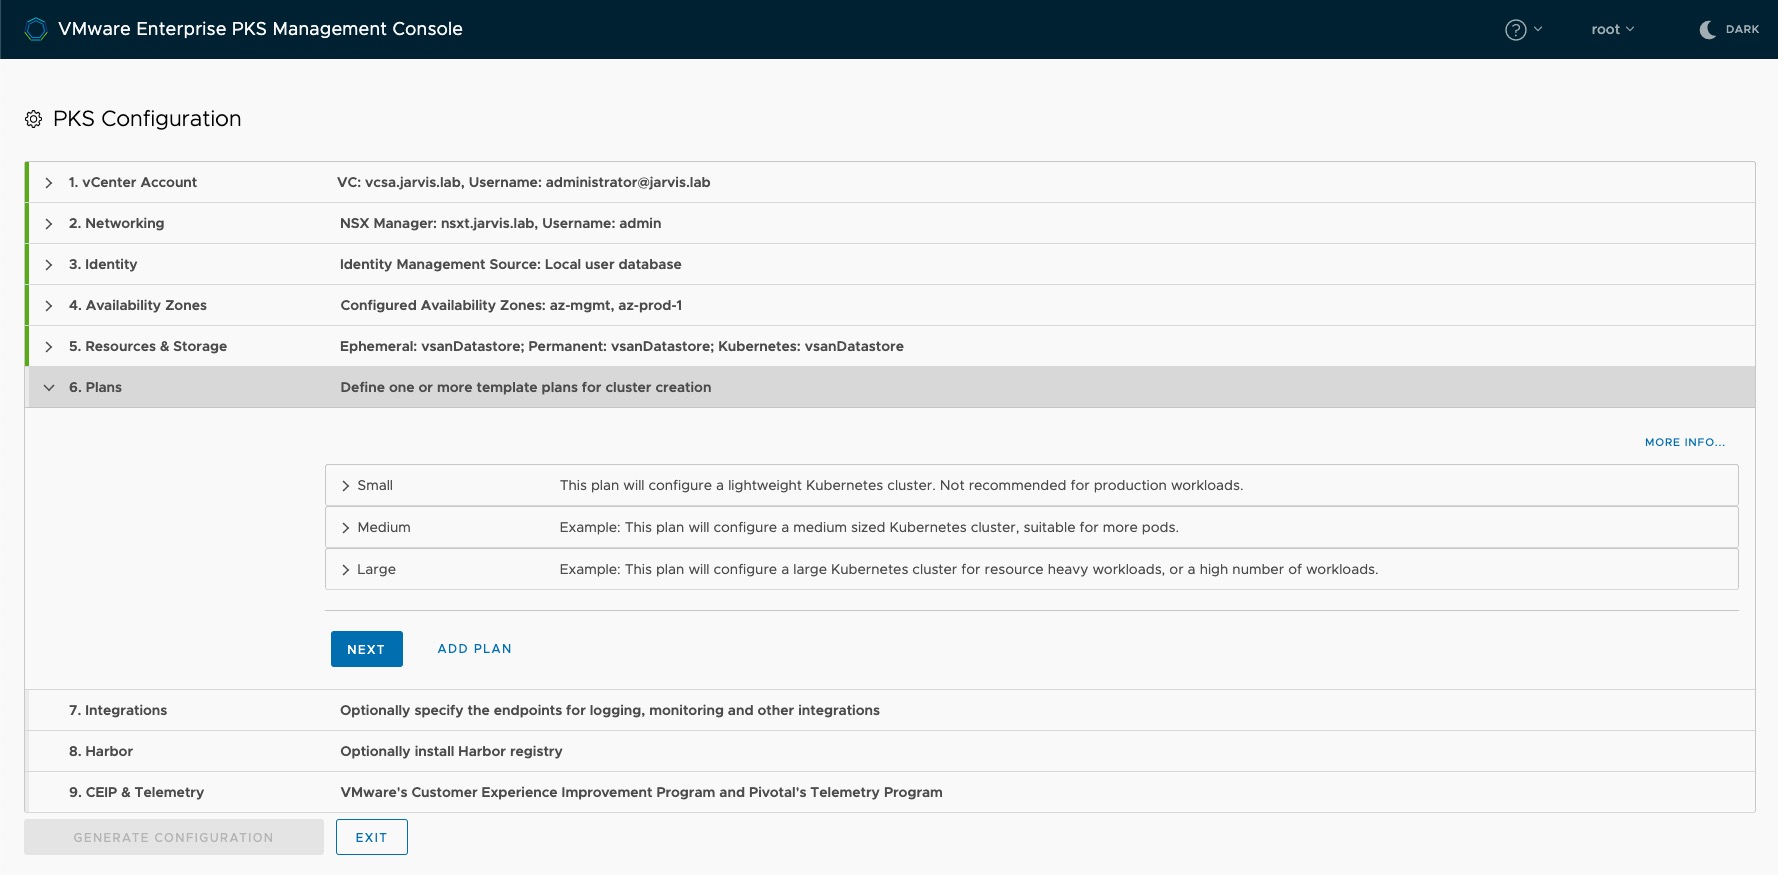 VMware Enterprise PKS Management Console
?
root
DARK
PKS Configuration
1. vCenter Account VC: vcsa.jarvis.lab, Username: administrator@jarvis.lab
2. Networking NSX Manager: nsxt.jarvis.lab, Username: admin
3. Identity Identity Management Source: Local user database
4. Availability Zones Configured Availability Zones: az-mgmt, az-prod-1
5. Resources & Storage Ephemeral: vsanDatastore; Permanent: vsanDatastore; Kubernetes: vsanDatastore
6. Plans Define one or more template plans for cluster creation
MORE INFO...
Small This plan will configure a lightweight Kubernetes cluster. Not recommended for production workloads.
Medium Example: This plan will configure a medium sized Kubernetes cluster, suitable for more pods.
Large Example: This plan will configure a large Kubernetes cluster for resource heavy workloads, or a high number of workloads.
NEXT ADD PLAN
7. Integrations Optionally specify the endpoints for logging, monitoring and other integrations
8. Harbor Optionally install Harbor registry
9. CEIP & Telemetry VMware's Customer Experience Improvement Program and Pivotal's Telemetry Program
GENERATE CONFIGURATION EXIT